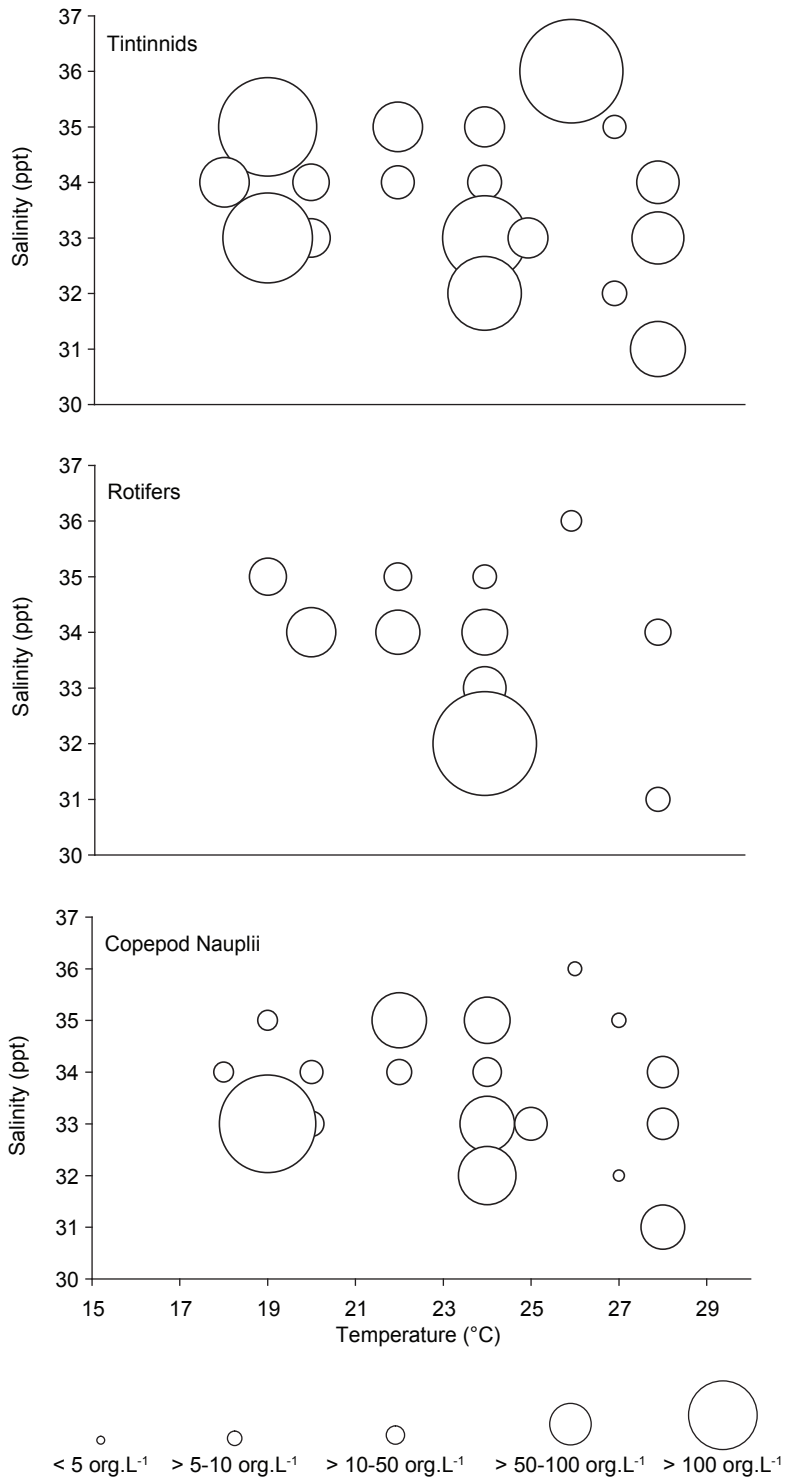 37
Tintinnids
36
35
34
33
32
31
30
Salinity (ppt)
37
Rotifers
36
35
34
33
32
31
30
Salinity (ppt)
37
Copepod Nauplii
36
35
34
33
32
31
30
Salinity (ppt)
15 17 19 21 23 25 27 29
Temperature (°C)
< 5 org.L⁻¹ > 5-10 org.L⁻¹ > 10-50 org.L⁻¹ > 50-100 org.L⁻¹ > 100 org.L⁻¹